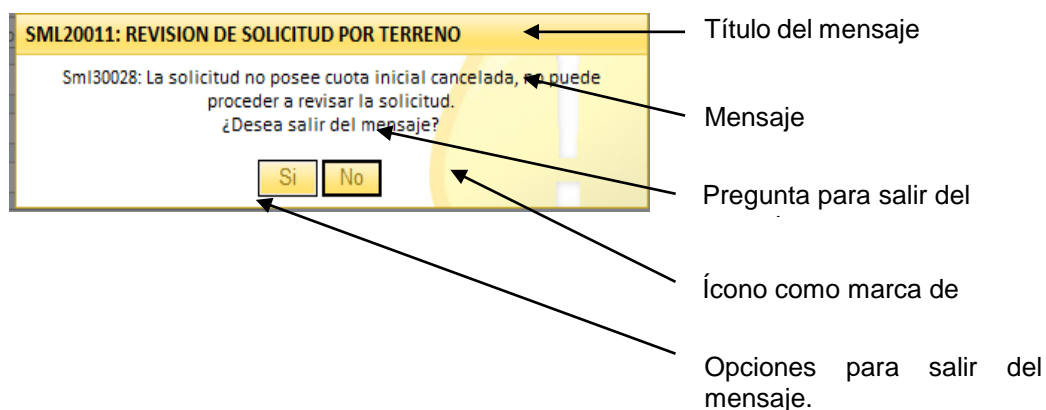 SML20011: REVISION DE SOLICITUD POR TERRENO
Sml30028: La solicitud no posee cuota inicial cancelada, no puede
proceder a revisar la solicitud.
¿Desea salir del mensaje?
Si No
Título del mensaje
Mensaje
Pregunta para salir del
Ícono como marca de
Opciones para salir del
mensaje.